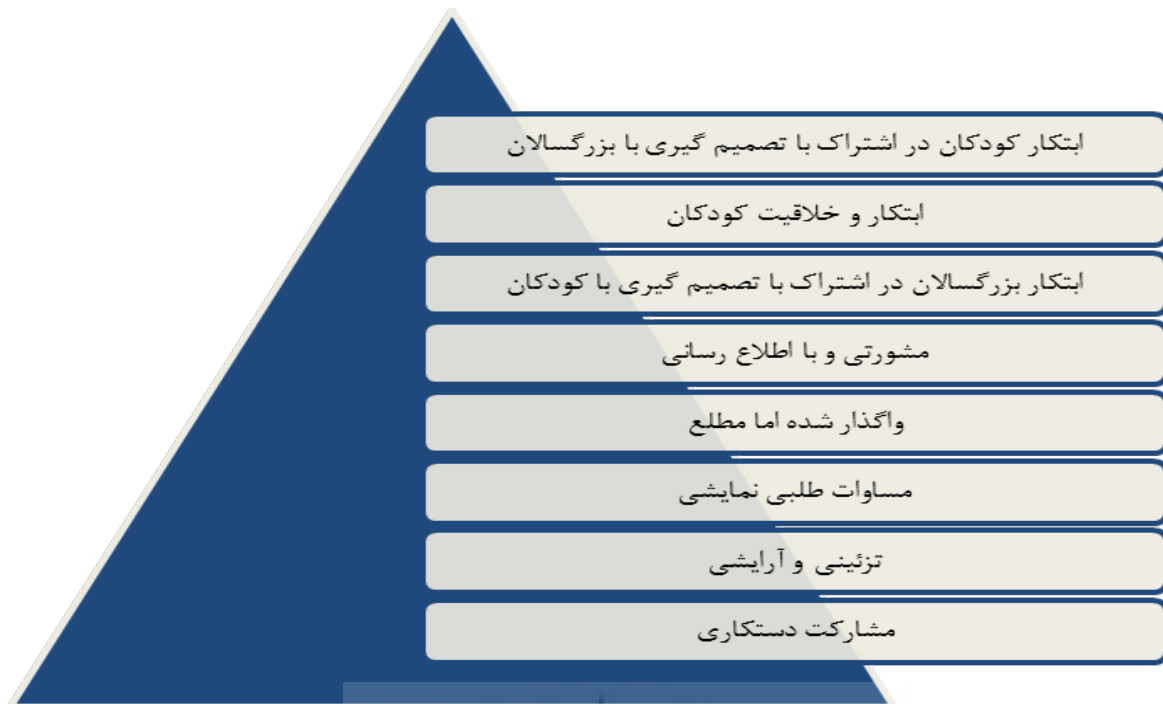 ابتکار کودکان در اشتراک با تصمیم گیری با بزرگسالان
ابتکار و خلاقیت کودکان
ابتکار بزرگسالان در اشتراک با تصمیم گیری با کودکان
مشورتی و با اطلاع رسانی
واگذار شده اما مطلع
مساوات طلبی نمایشی
تزئینی و آرایشی
مشارکت دستکاری